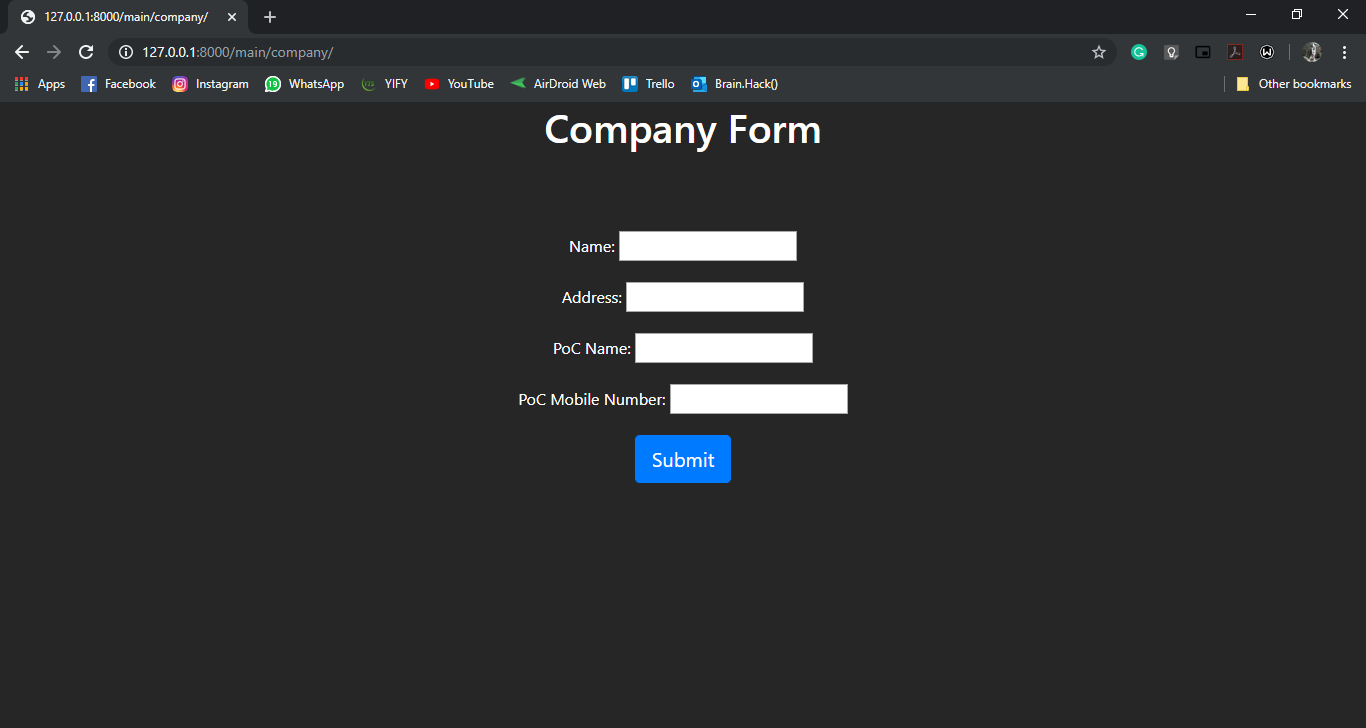 127.0.0.1:8000/main/company/
127.0.0.1:8000/main/company/
Apps Facebook Instagram 19 WhatsApp YIFY YouTube AirDroid Web Trello Brain.Hack() Other bookmarks
Company Form
Name:
Address:
PoC Name:
PoC Mobile Number:
Submit